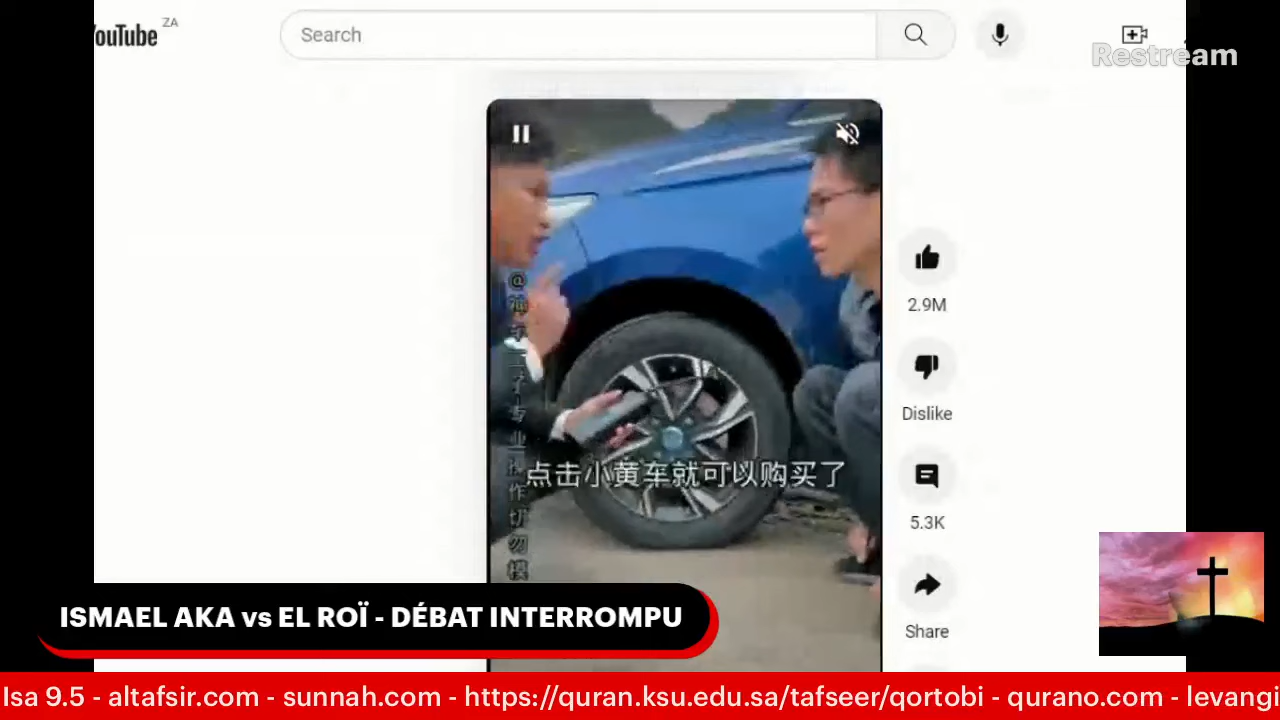 YouTube ZA
Search
Restream
2.9M
Dislike
点击小黄车就可以购买了
5.3K
Share
ISMAEL AKA vs EL ROÏ - DÉBAT INTERROMPU
Isa 9.5 - altafsir.com - sunnah.com - https://quran.ksu.edu.sa/tafseer/qortobi - qurano.com - levangi